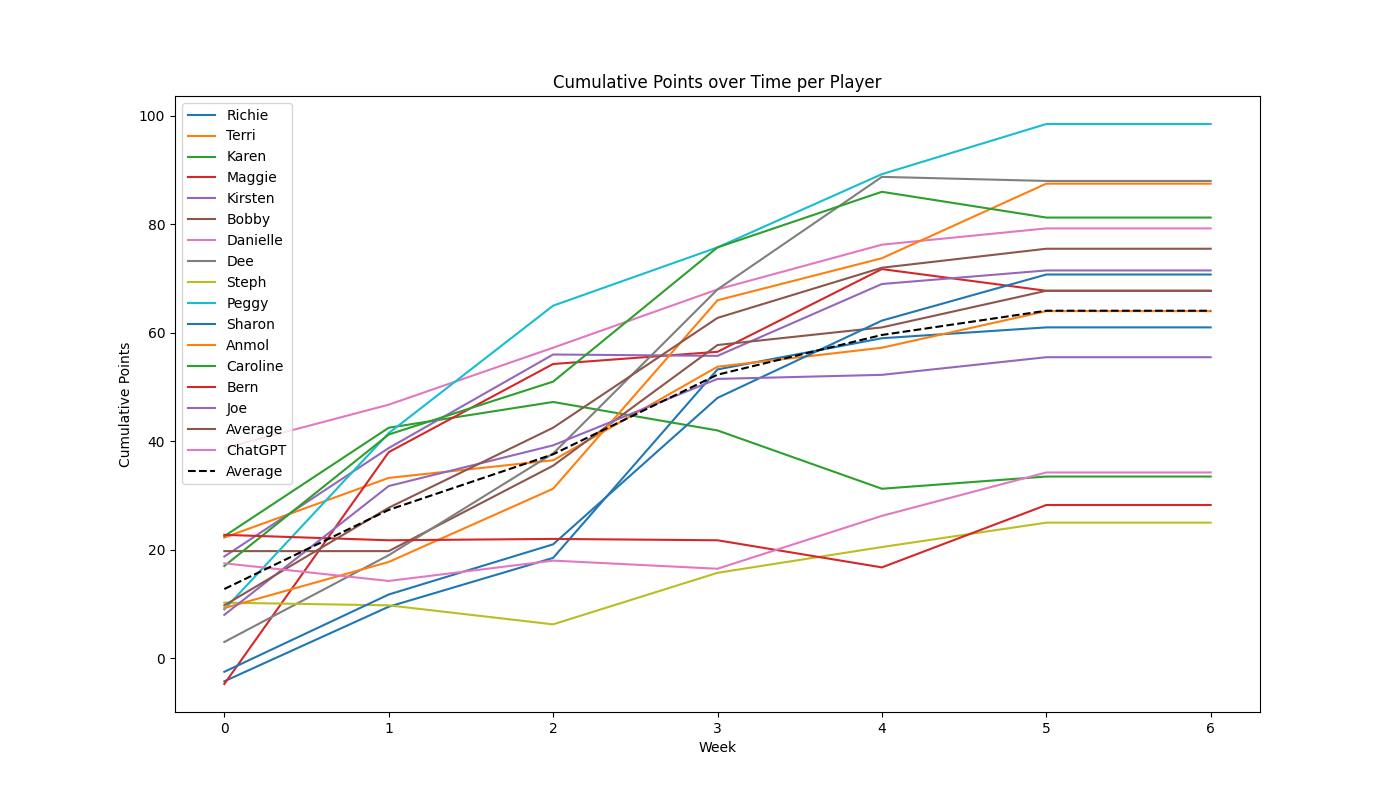 Cumulative Points over Time per Player
100
80
60
40
20
0
Cumulative Points
Richie
Terri
Karen
Maggie
Kirsten
Bobby
Danielle
Dee
Steph
Peggy
Sharon
Anmol
Caroline
Bern
Joe
Average
ChatGPT
Average
0 1 2 3 4 5 6
Week